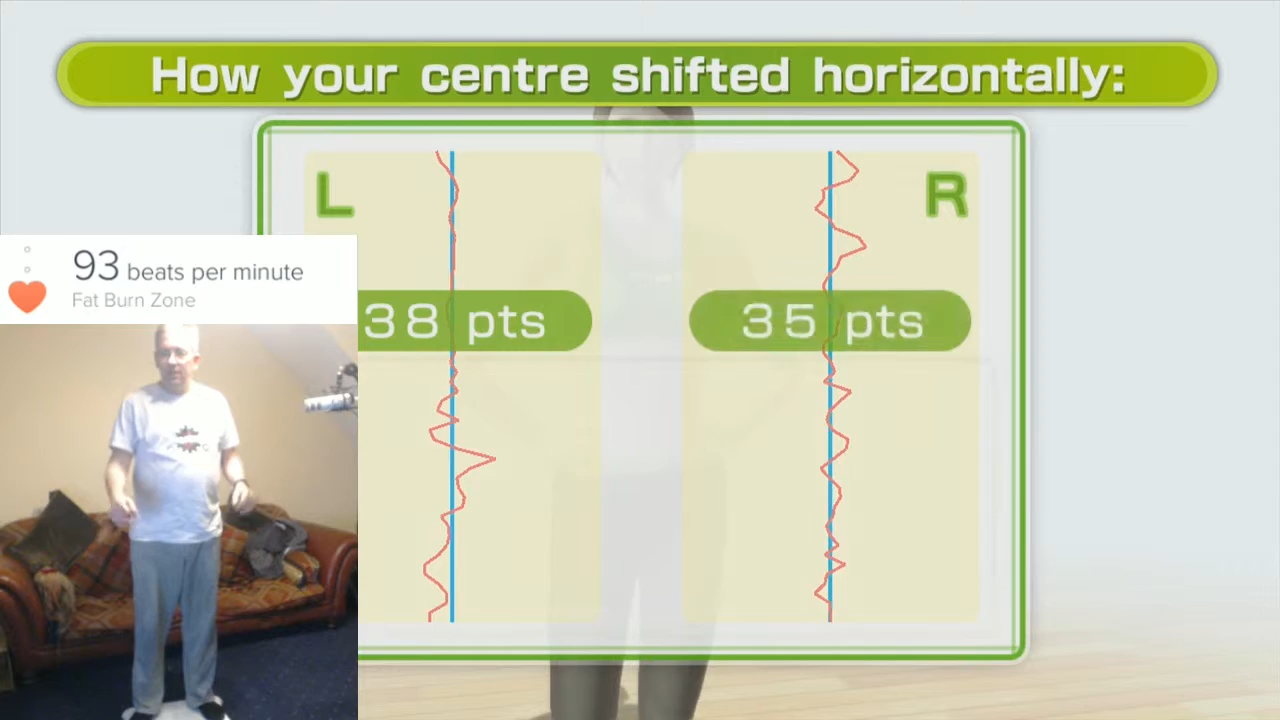 How your centre shifted horizontally:
L
R
93 beats per minute
Fat Burn Zone
38 pts
35 pts